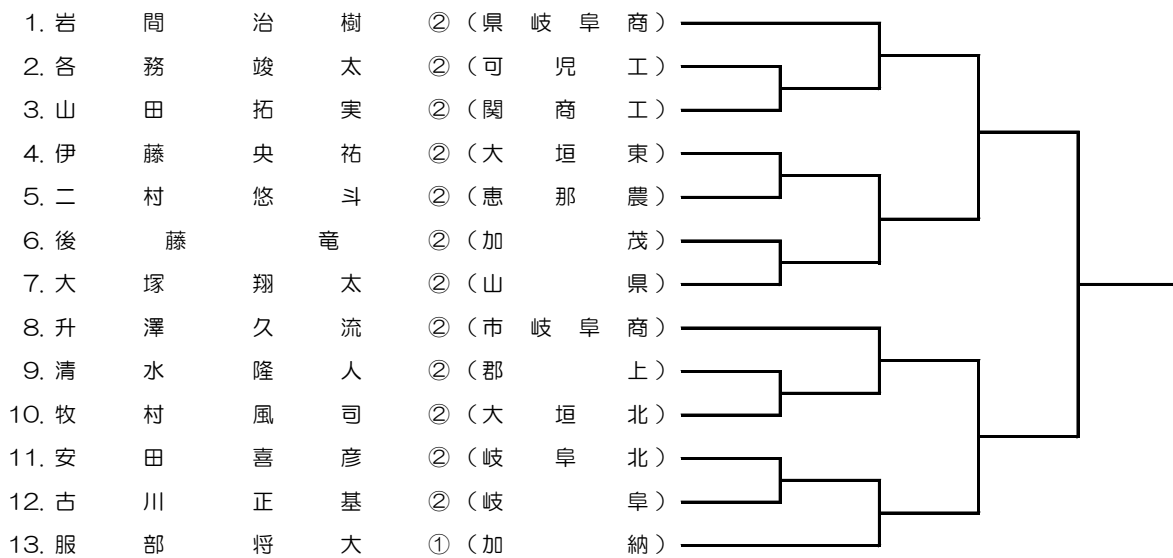 1. 岩間治樹 ② (県岐阜商)
2. 各務竣太 ② (可児工)
3. 山田拓実 ② (関商工)
4. 伊藤央祐 ② (大垣東)
5. 二村悠斗 ② (恵那農)
6. 後藤竜 ② (加茂)
7. 大塚翔太 ② (山県)
8. 升澤久流 ② (市岐阜商)
9. 清水隆人 ② (郡上)
10. 牧村風司 ② (大垣北)
11. 安田喜彦 ② (岐阜北)
12. 古川正基 ② (岐阜)
13. 服部将大 ① (加納)